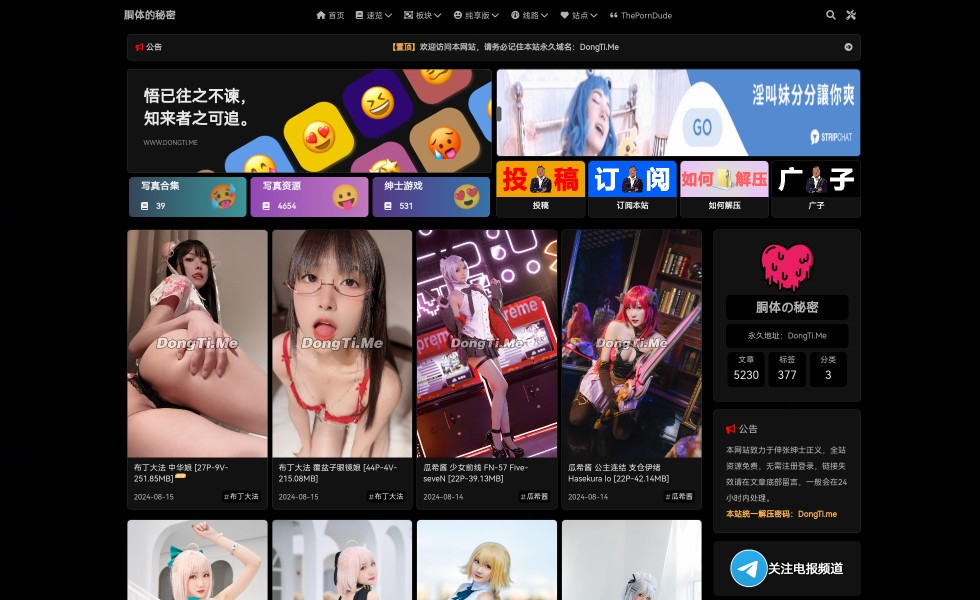 胴体的秘密
首页 速览 板块 纯享版 线路 站点 ThePornDude
公告
【置顶】欢迎访问本网站，请务必记住本站永久域名：DongTi.Me
悟已往之不谏，
知来者之可追。
WWW.DONGTI.ME
淫叫妹分分讓你爽
GO
STRIPCHAT
写真合集
39
写真资源
4654
绅士游戏
531
投稿
投稿
订阅
订阅本站
如何解压
如何解压
广子
广子
DongTi.Me
布丁大法 中华娘 [27P-9V-
251.85MB]
2024-08-15
#布丁大法
DongTi.Me
布丁大法 覆盆子眼镜娘 [44P-4V-
215.08MB]
2024-08-15
#布丁大法
DongTi.Me
瓜希酱 少女前线 FN-57 Five-
seveN [22P-39.13MB]
2024-08-14
#瓜希酱
DongTi.Me
瓜希酱 公主连结 支仓伊绪
Hasekura Io [22P-42.14MB]
2024-08-14
#瓜希酱
胴体の秘密
永久地址：DongTi.Me
文章 标签 分类
5230 377 3
公告
本网站致力于伸张绅士正义，全站
资源免费，无需注册登录，链接失
效请在文章底部留言，一般会在24
小时内处理。
本站统一解压密码：DongTi.me
关注电报频道